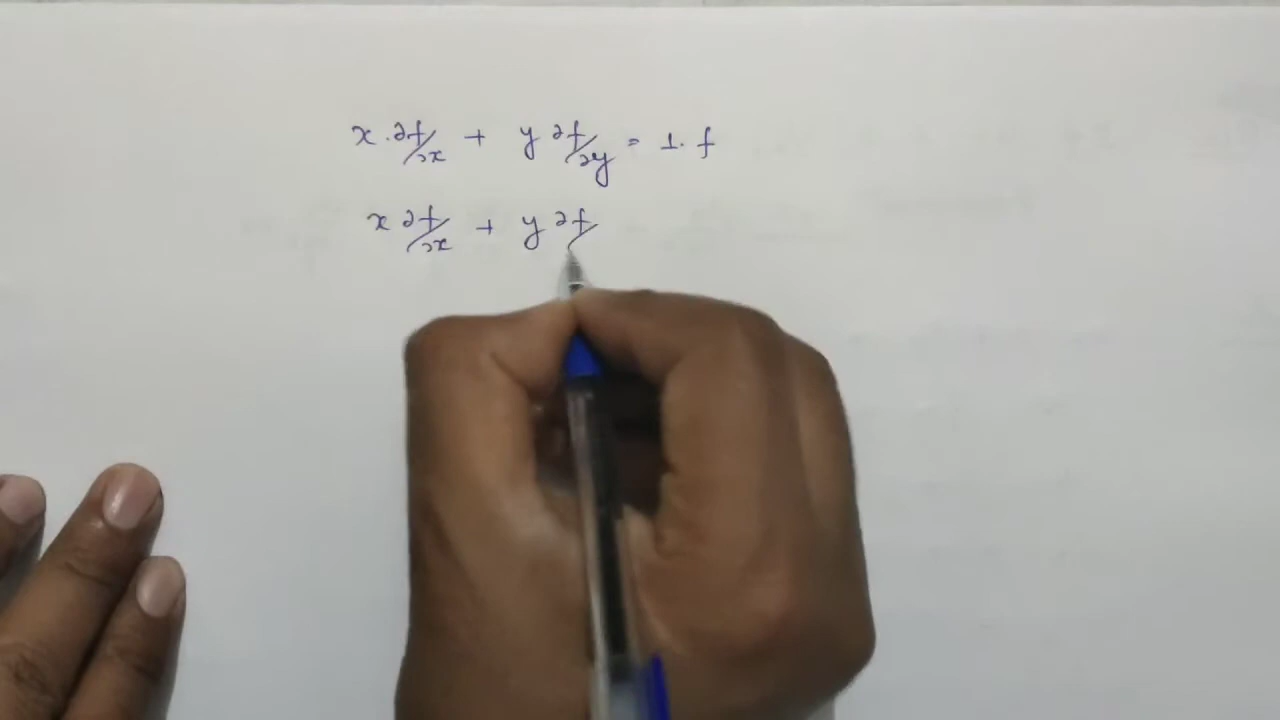 x . ∂f/∂x + y ∂f/∂y = 1 . f
x ∂f/∂x + y ∂f/